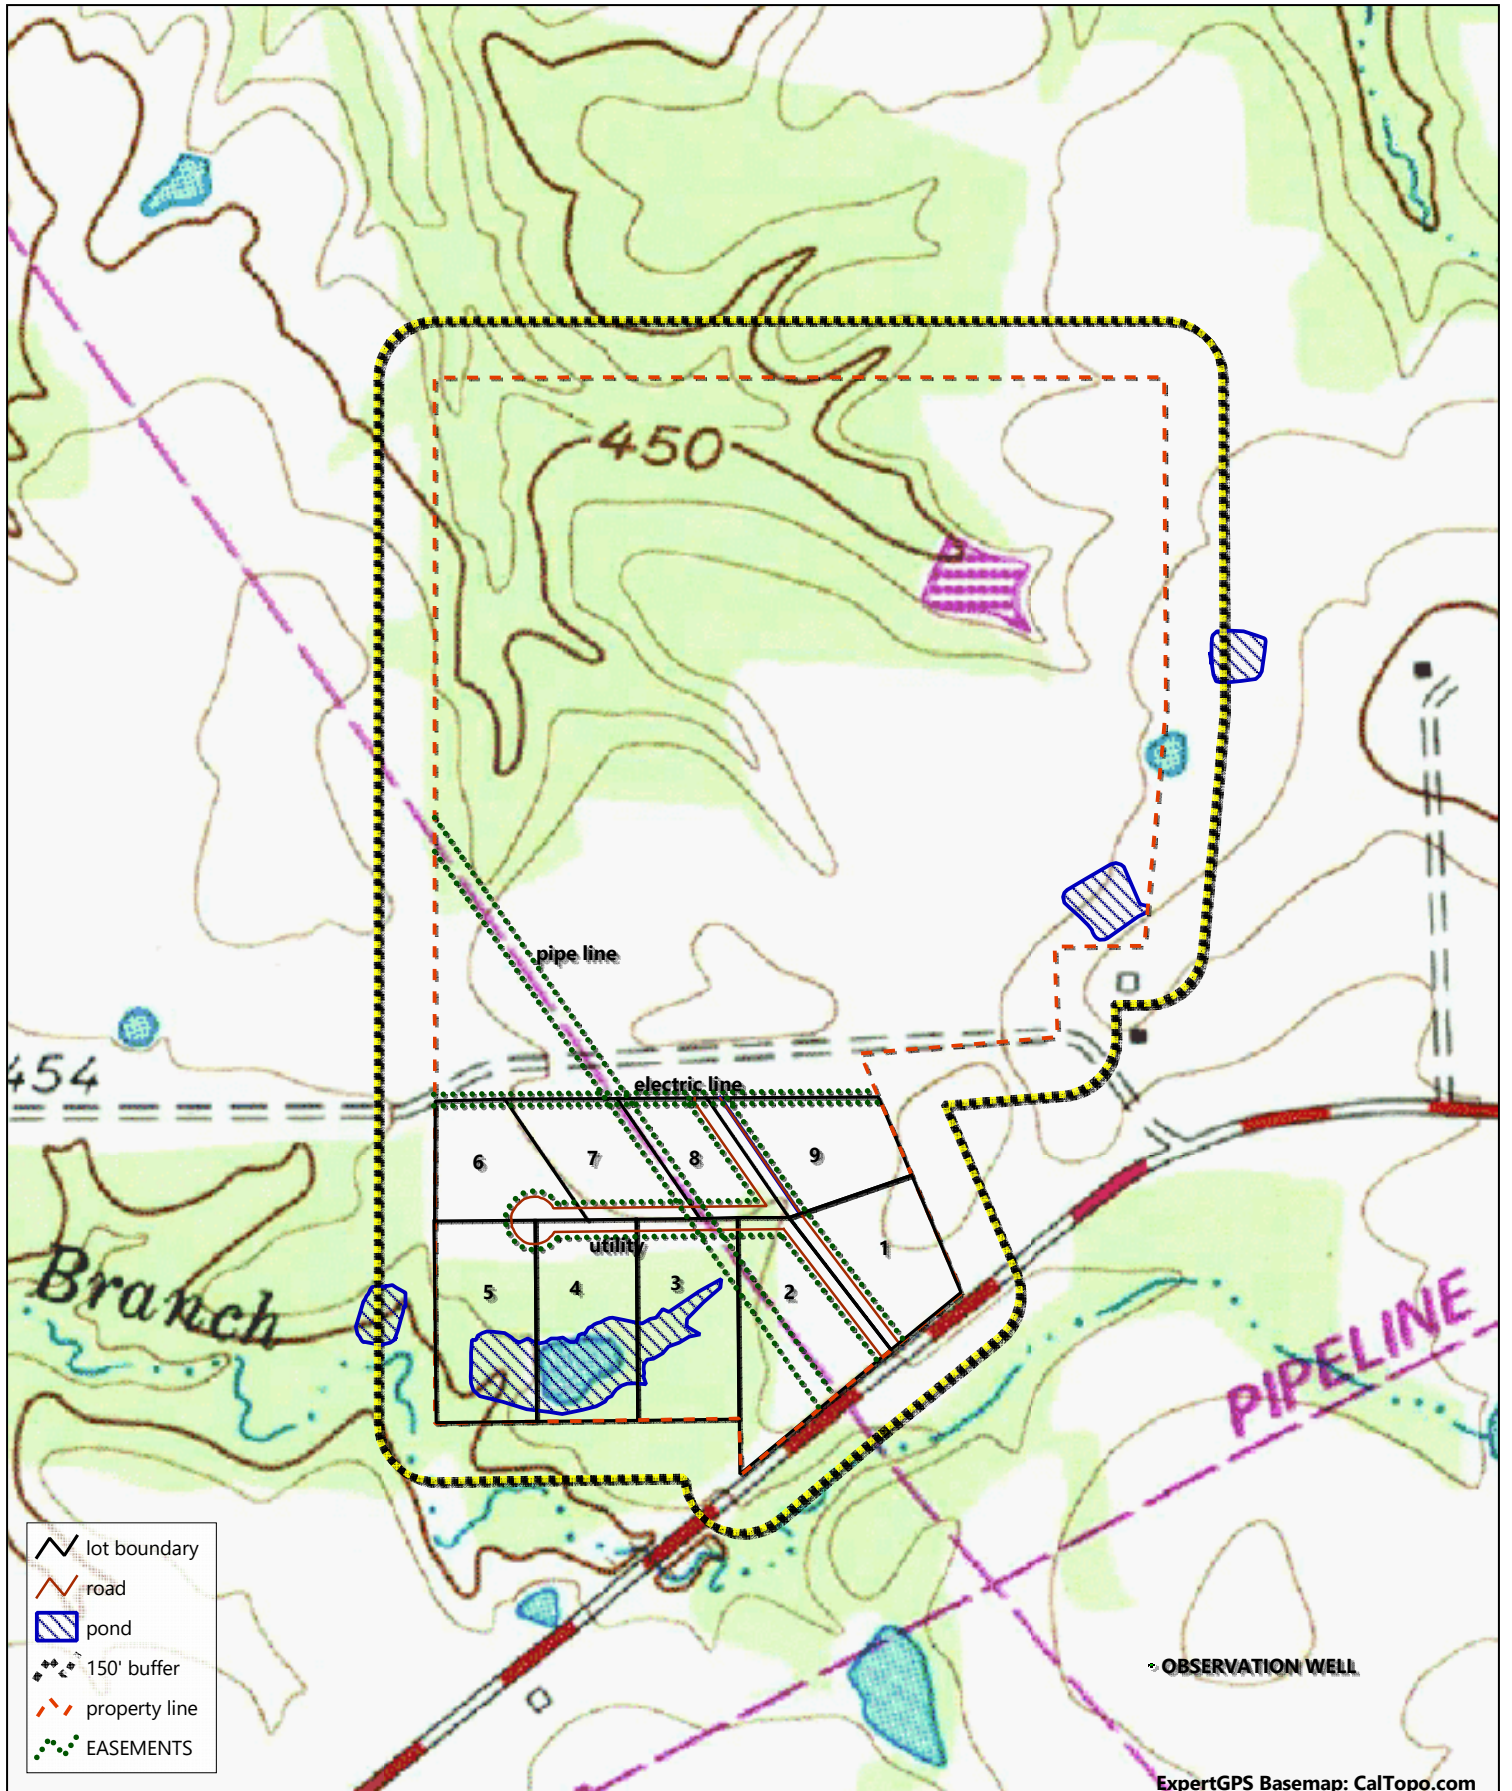 450
pipe line
454
electric line
6
7
8
9
utility
1
5
4
3
2
Branch
PIPELINE
lot boundary
road
pond
150' buffer
property line
EASEMENTS
OBSERVATION WELL
ExpertGPS Basemap: CalTopo.com